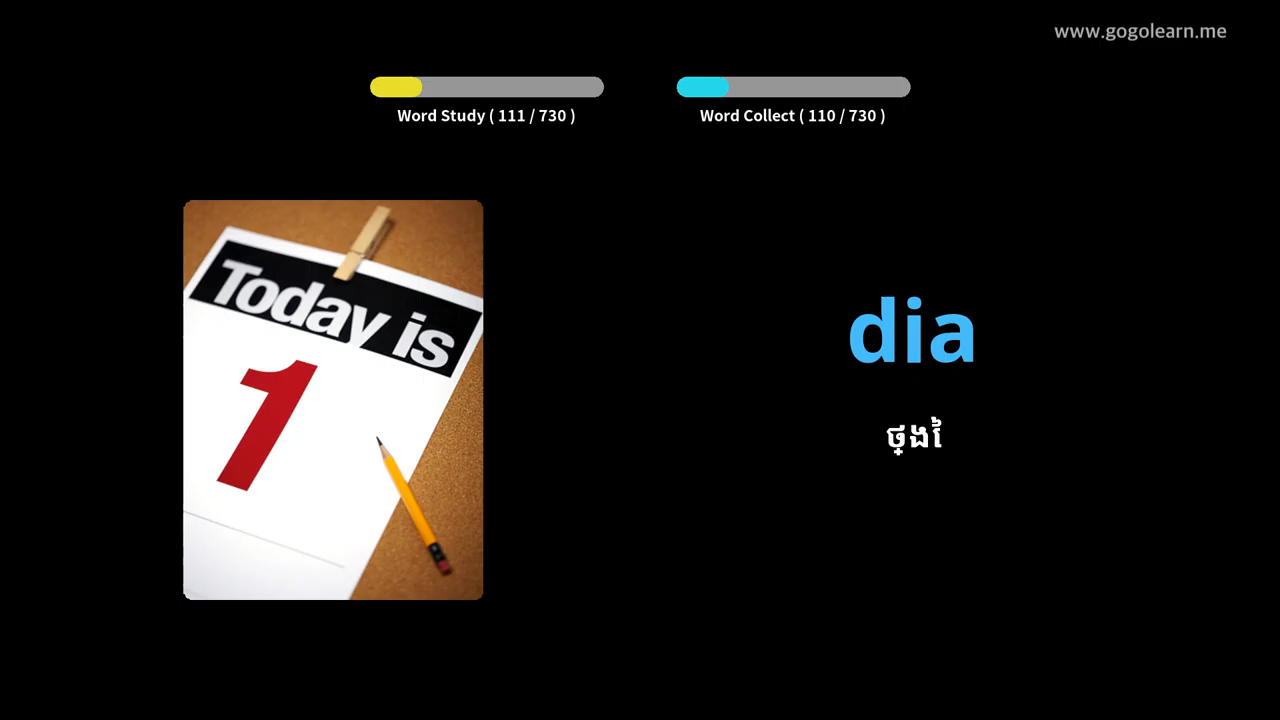 www.gogolearn.me
Word Study ( 111 / 730 )
Word Collect ( 110 / 730 )
Today is
1
dia
ថ្ងៃ